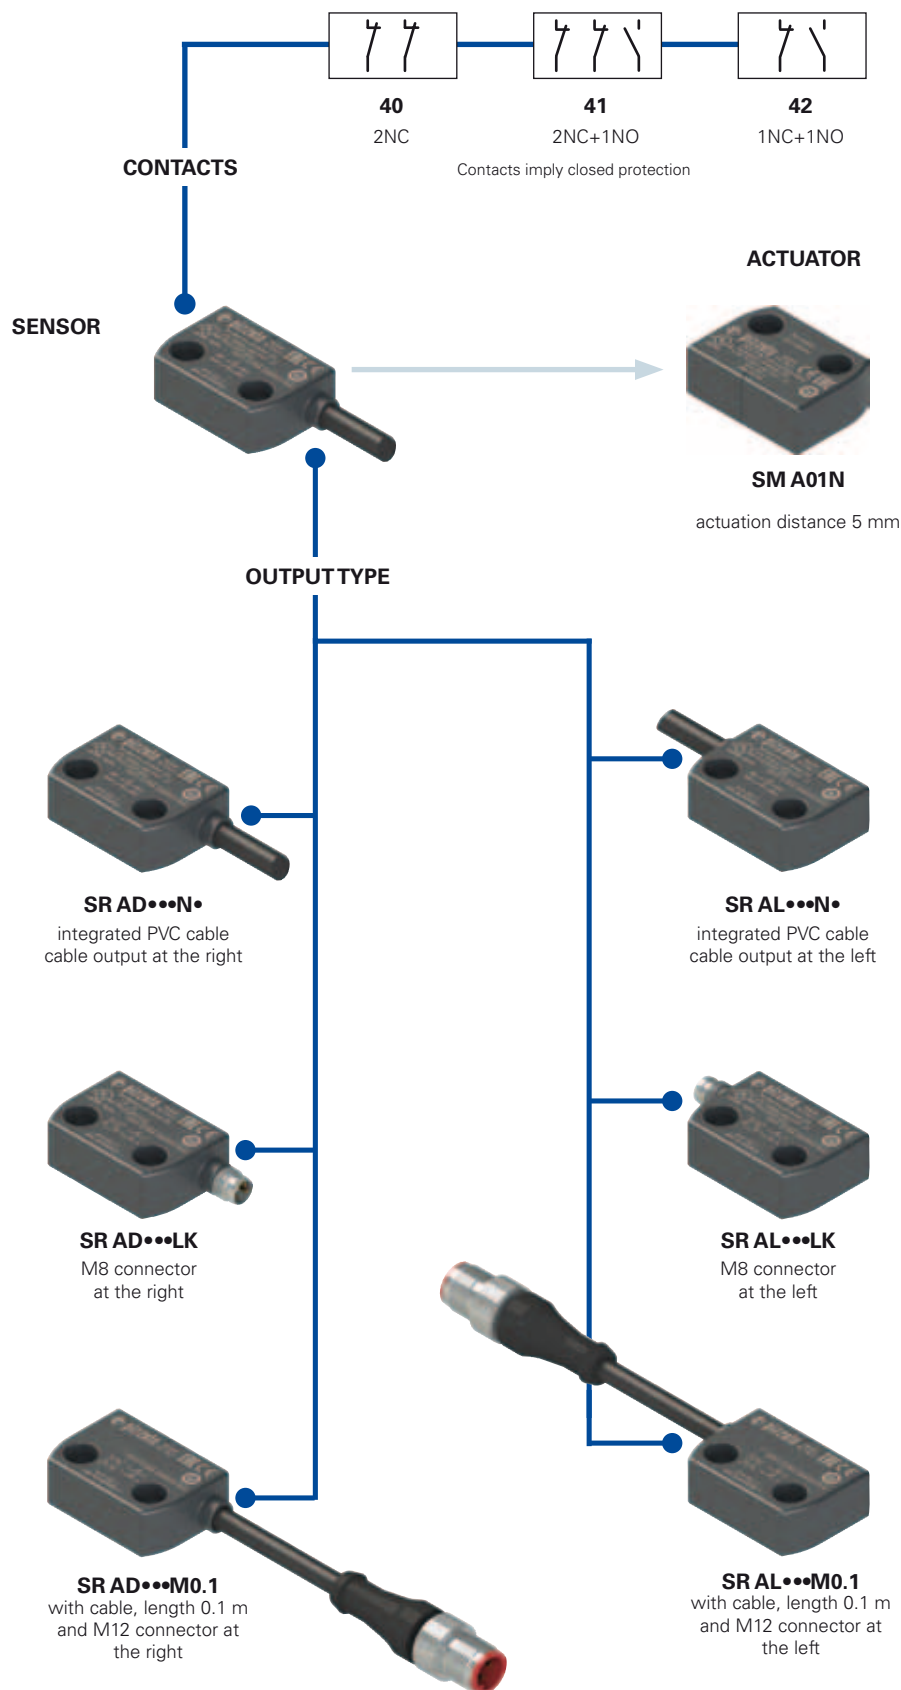 40
41
42
2NC
2NC+1NO
1NC+1NO
CONTACTS
Contacts imply closed protection
ACTUATOR
SENSOR
SM A01N
actuation distance 5 mm
OUTPUT TYPE
SR AD•••N•
integrated PVC cable
cable output at the right
SR AL•••N•
integrated PVC cable
cable output at the left
SR AD•••LK
M8 connector
at the right
SR AL•••LK
M8 connector
at the left
SR AD•••M0.1
with cable, length 0.1 m
and M12 connector at
the right
SR AL•••M0.1
with cable, length 0.1 m
and M12 connector at
the left